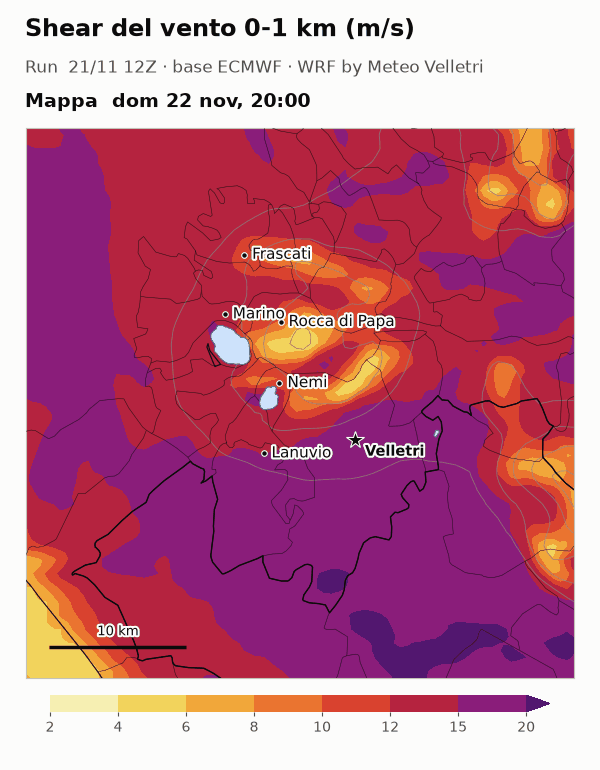 Shear del vento 0-1 km (m/s)
Run  21/11 12Z · base ECMWF · WRF by Meteo Velletri
Mappa  dom 22 nov, 20:00
Frascati
Marino
Rocca di Papa
Nemi
Velletri
Lanuvio
10 km
2 4 6 8 10 12 15 20